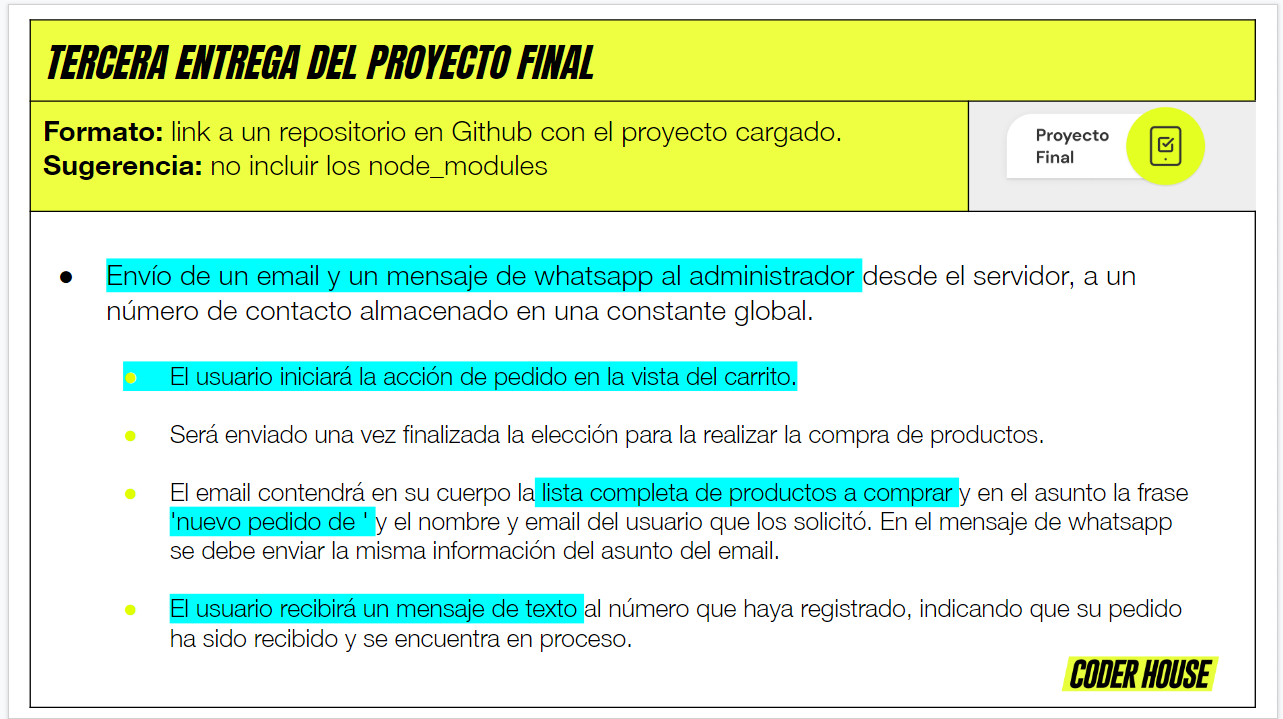 TERCERA ENTREGA DEL PROYECTO FINAL
Formato: link a un repositorio en Github con el proyecto cargado.
Sugerencia: no incluir los node_modules
Proyecto
Final
● Envío de un email y un mensaje de whatsapp al administrador desde el servidor, a un
número de contacto almacenado en una constante global.
● El usuario iniciará la acción de pedido en la vista del carrito.
● Será enviado una vez finalizada la elección para la realizar la compra de productos.
● El email contendrá en su cuerpo la lista completa de productos a comprar y en el asunto la frase
'nuevo pedido de ' y el nombre y email del usuario que los solicitó. En el mensaje de whatsapp
se debe enviar la misma información del asunto del email.
● El usuario recibirá un mensaje de texto al número que haya registrado, indicando que su pedido
ha sido recibido y se encuentra en proceso.
CODER HOUSE